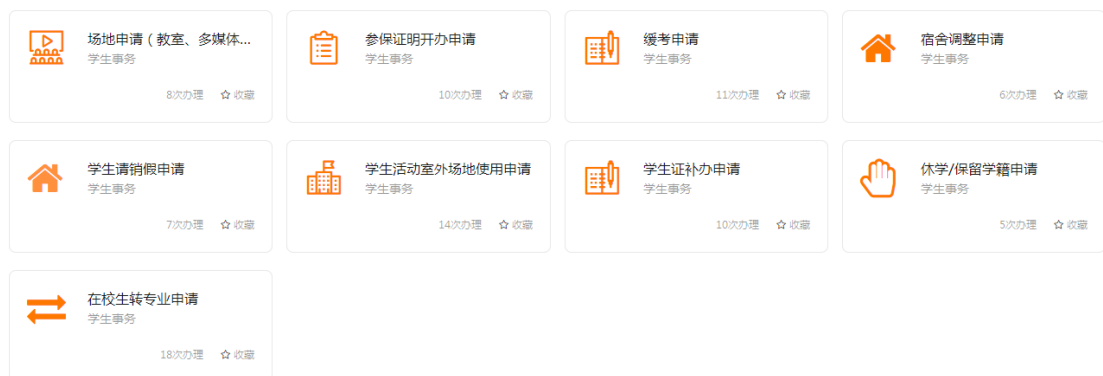 场地申请（教室、多媒体...
学生事务
8次办理 收藏
参保证明开办申请
学生事务
10次办理 收藏
缓考申请
学生事务
11次办理 收藏
宿舍调整申请
学生事务
6次办理 收藏
学生请销假申请
学生事务
7次办理 收藏
学生活动室外场地使用申请
学生事务
14次办理 收藏
学生证补办申请
学生事务
10次办理 收藏
休学/保留学籍申请
学生事务
5次办理 收藏
在校生转专业申请
学生事务
18次办理 收藏